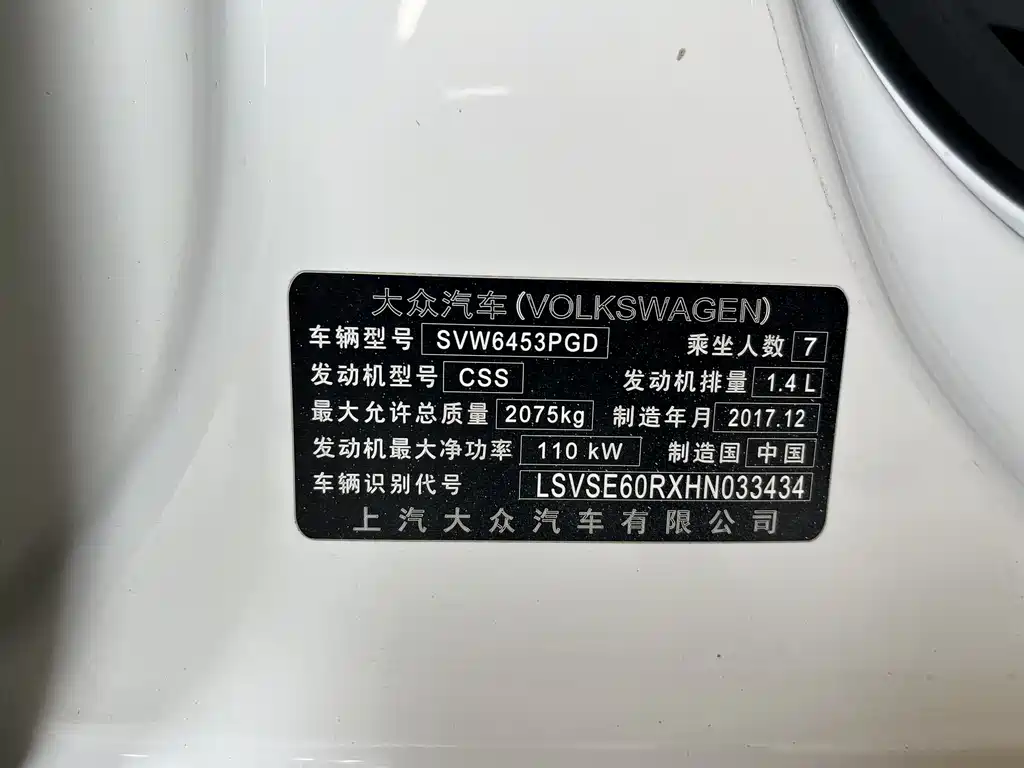 大众汽车(VOLKSWAGEN)
车辆型号 SVW6453PGD 乘坐人数 7
发动机型号 CSS 发动机排量 1.4 L
最大允许总质量 2075kg 制造年月 2017.12
发动机最大净功率 110 kW 制造国 中国
车辆识别代号 LSVSE60RXHN033434
上汽大众汽车有限公司